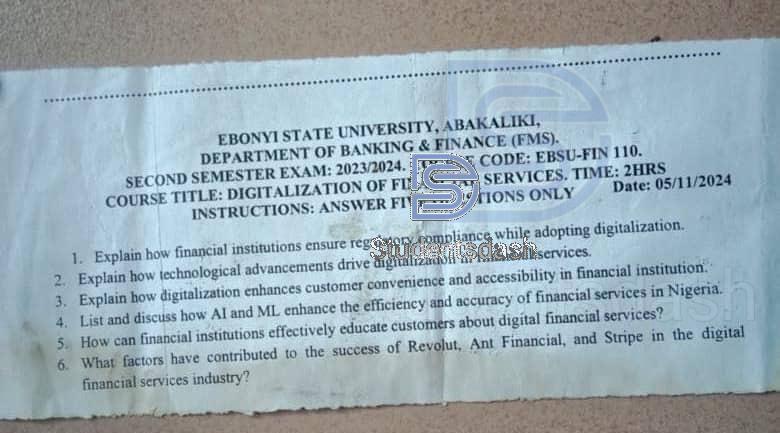 EBONYI STATE UNIVERSITY, ABAKALIKI,
DEPARTMENT OF BANKING & FINANCE (FMS).
SECOND SEMESTER EXAM: 2023/2024. CODE: EBSU-FIN 110.
COURSE TITLE: DIGITALIZATION OF SERVICES. TIME: 2HRS
INSTRUCTIONS: ANSWER ONLY Date: 05/11/2024
1. Explain how financial institutions ensure regulatory compliance while adopting digitalization.
2. Explain how technological advancements drive digitalization services.
3. Explain how digitalization enhances customer convenience and accessibility in financial institution.
4. List and discuss how AI and ML enhance the efficiency and accuracy of financial services in Nigeria.
5. How can financial institutions effectively educate customers about digital financial services?
6. What factors have contributed to the success of Revolut, Ant Financial, and Stripe in the digital
financial services industry?
Studentsdash